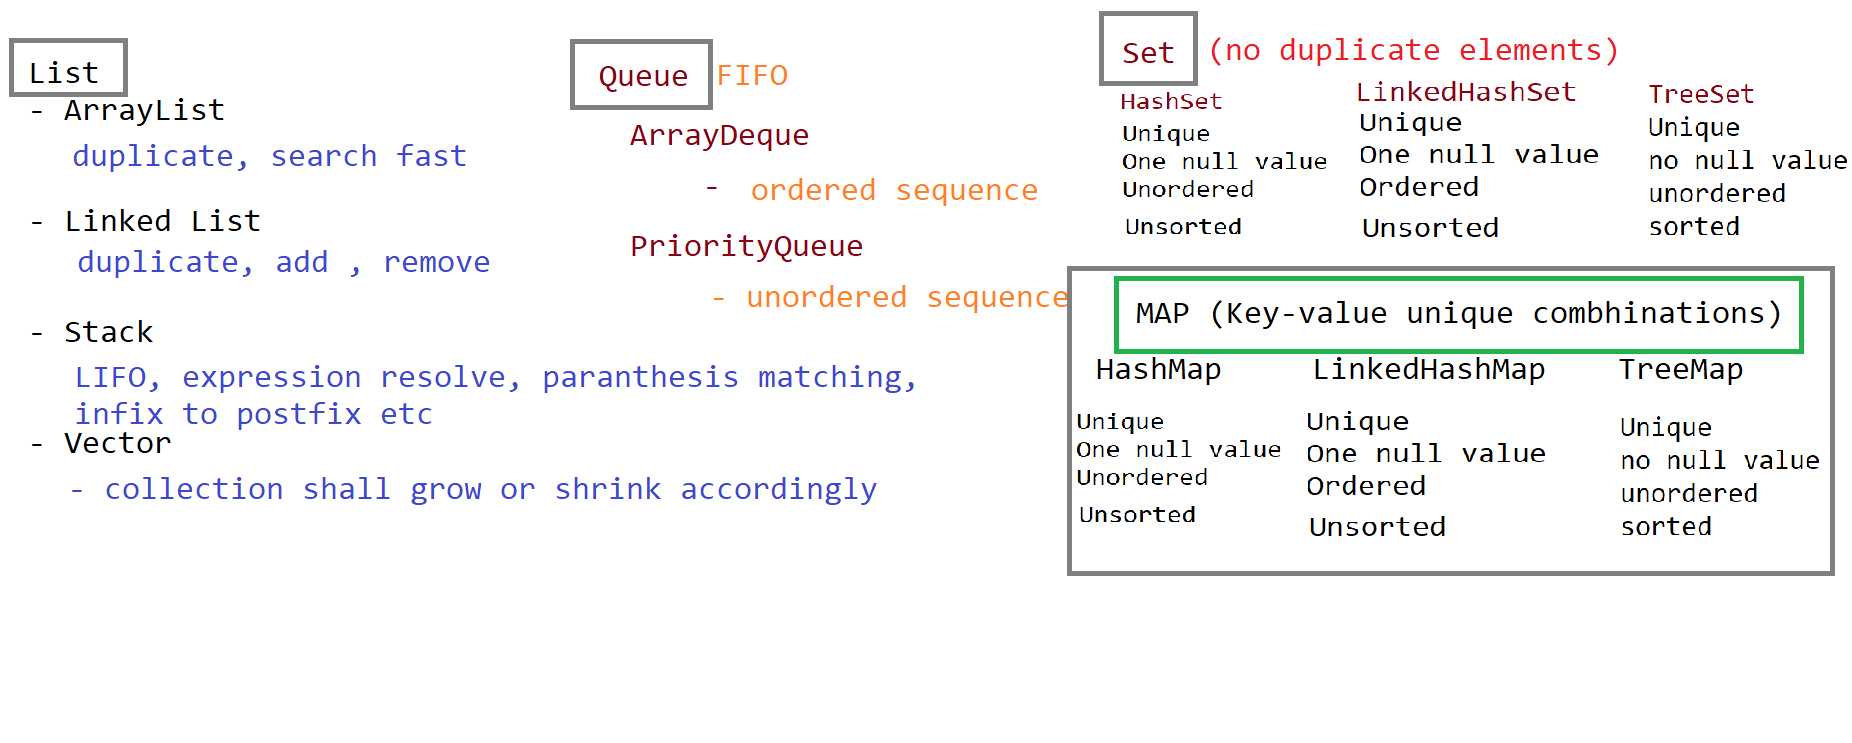 List
- ArrayList
duplicate, search fast
- Linked List
duplicate, add , remove
- Stack
LIFO, expression resolve, paranthesis matching,
infix to postfix etc
- Vector
- collection shall grow or shrink accordingly
Queue FIFO
ArrayDeque
- ordered sequence
PriorityQueue
- unordered sequence
Set (no duplicate elements)
HashSet
Unique
One null value
Unordered
Unsorted
LinkedHashSet
Unique
One null value
Ordered
Unsorted
TreeSet
Unique
no null value
unordered
sorted
MAP (Key-value unique combhinations)
HashMap
Unique
One null value
Unordered
Unsorted
LinkedHashMap
Unique
One null value
Ordered
Unsorted
TreeMap
Unique
no null value
unordered
sorted